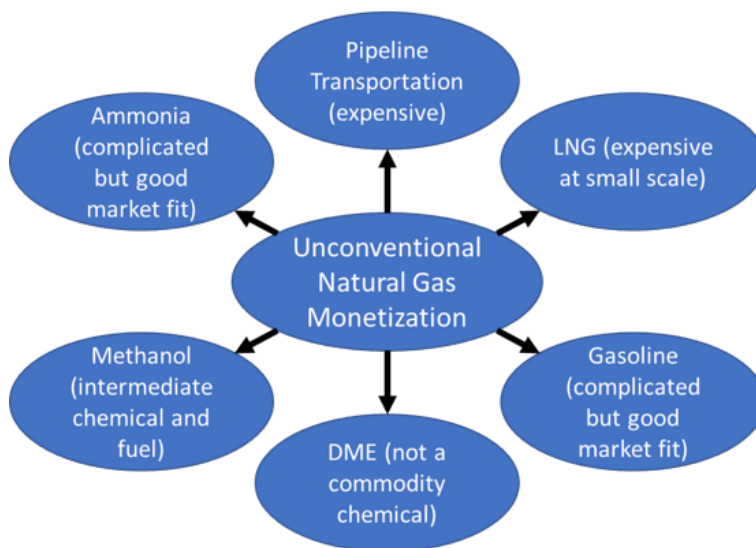 Pipeline
Transportation
(expensive)
Ammonia
(complicated
but good
market fit)
LNG (expensive
at small scale)
Unconventional
Natural Gas
Monetization
Methanol
(intermediate
chemical and
fuel)
Gasoline
(complicated
but good
market fit)
DME (not a
commodity
chemical)